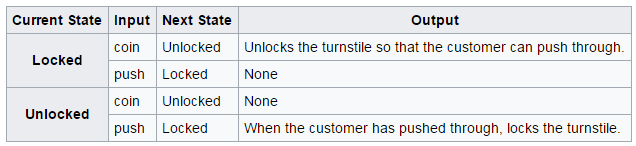 Current State Input Next State Output
Locked coin Unlocked Unlocks the turnstile so that the customer can push through.
push Locked None
Unlocked coin Unlocked None
push Locked When the customer has pushed through, locks the turnstile.